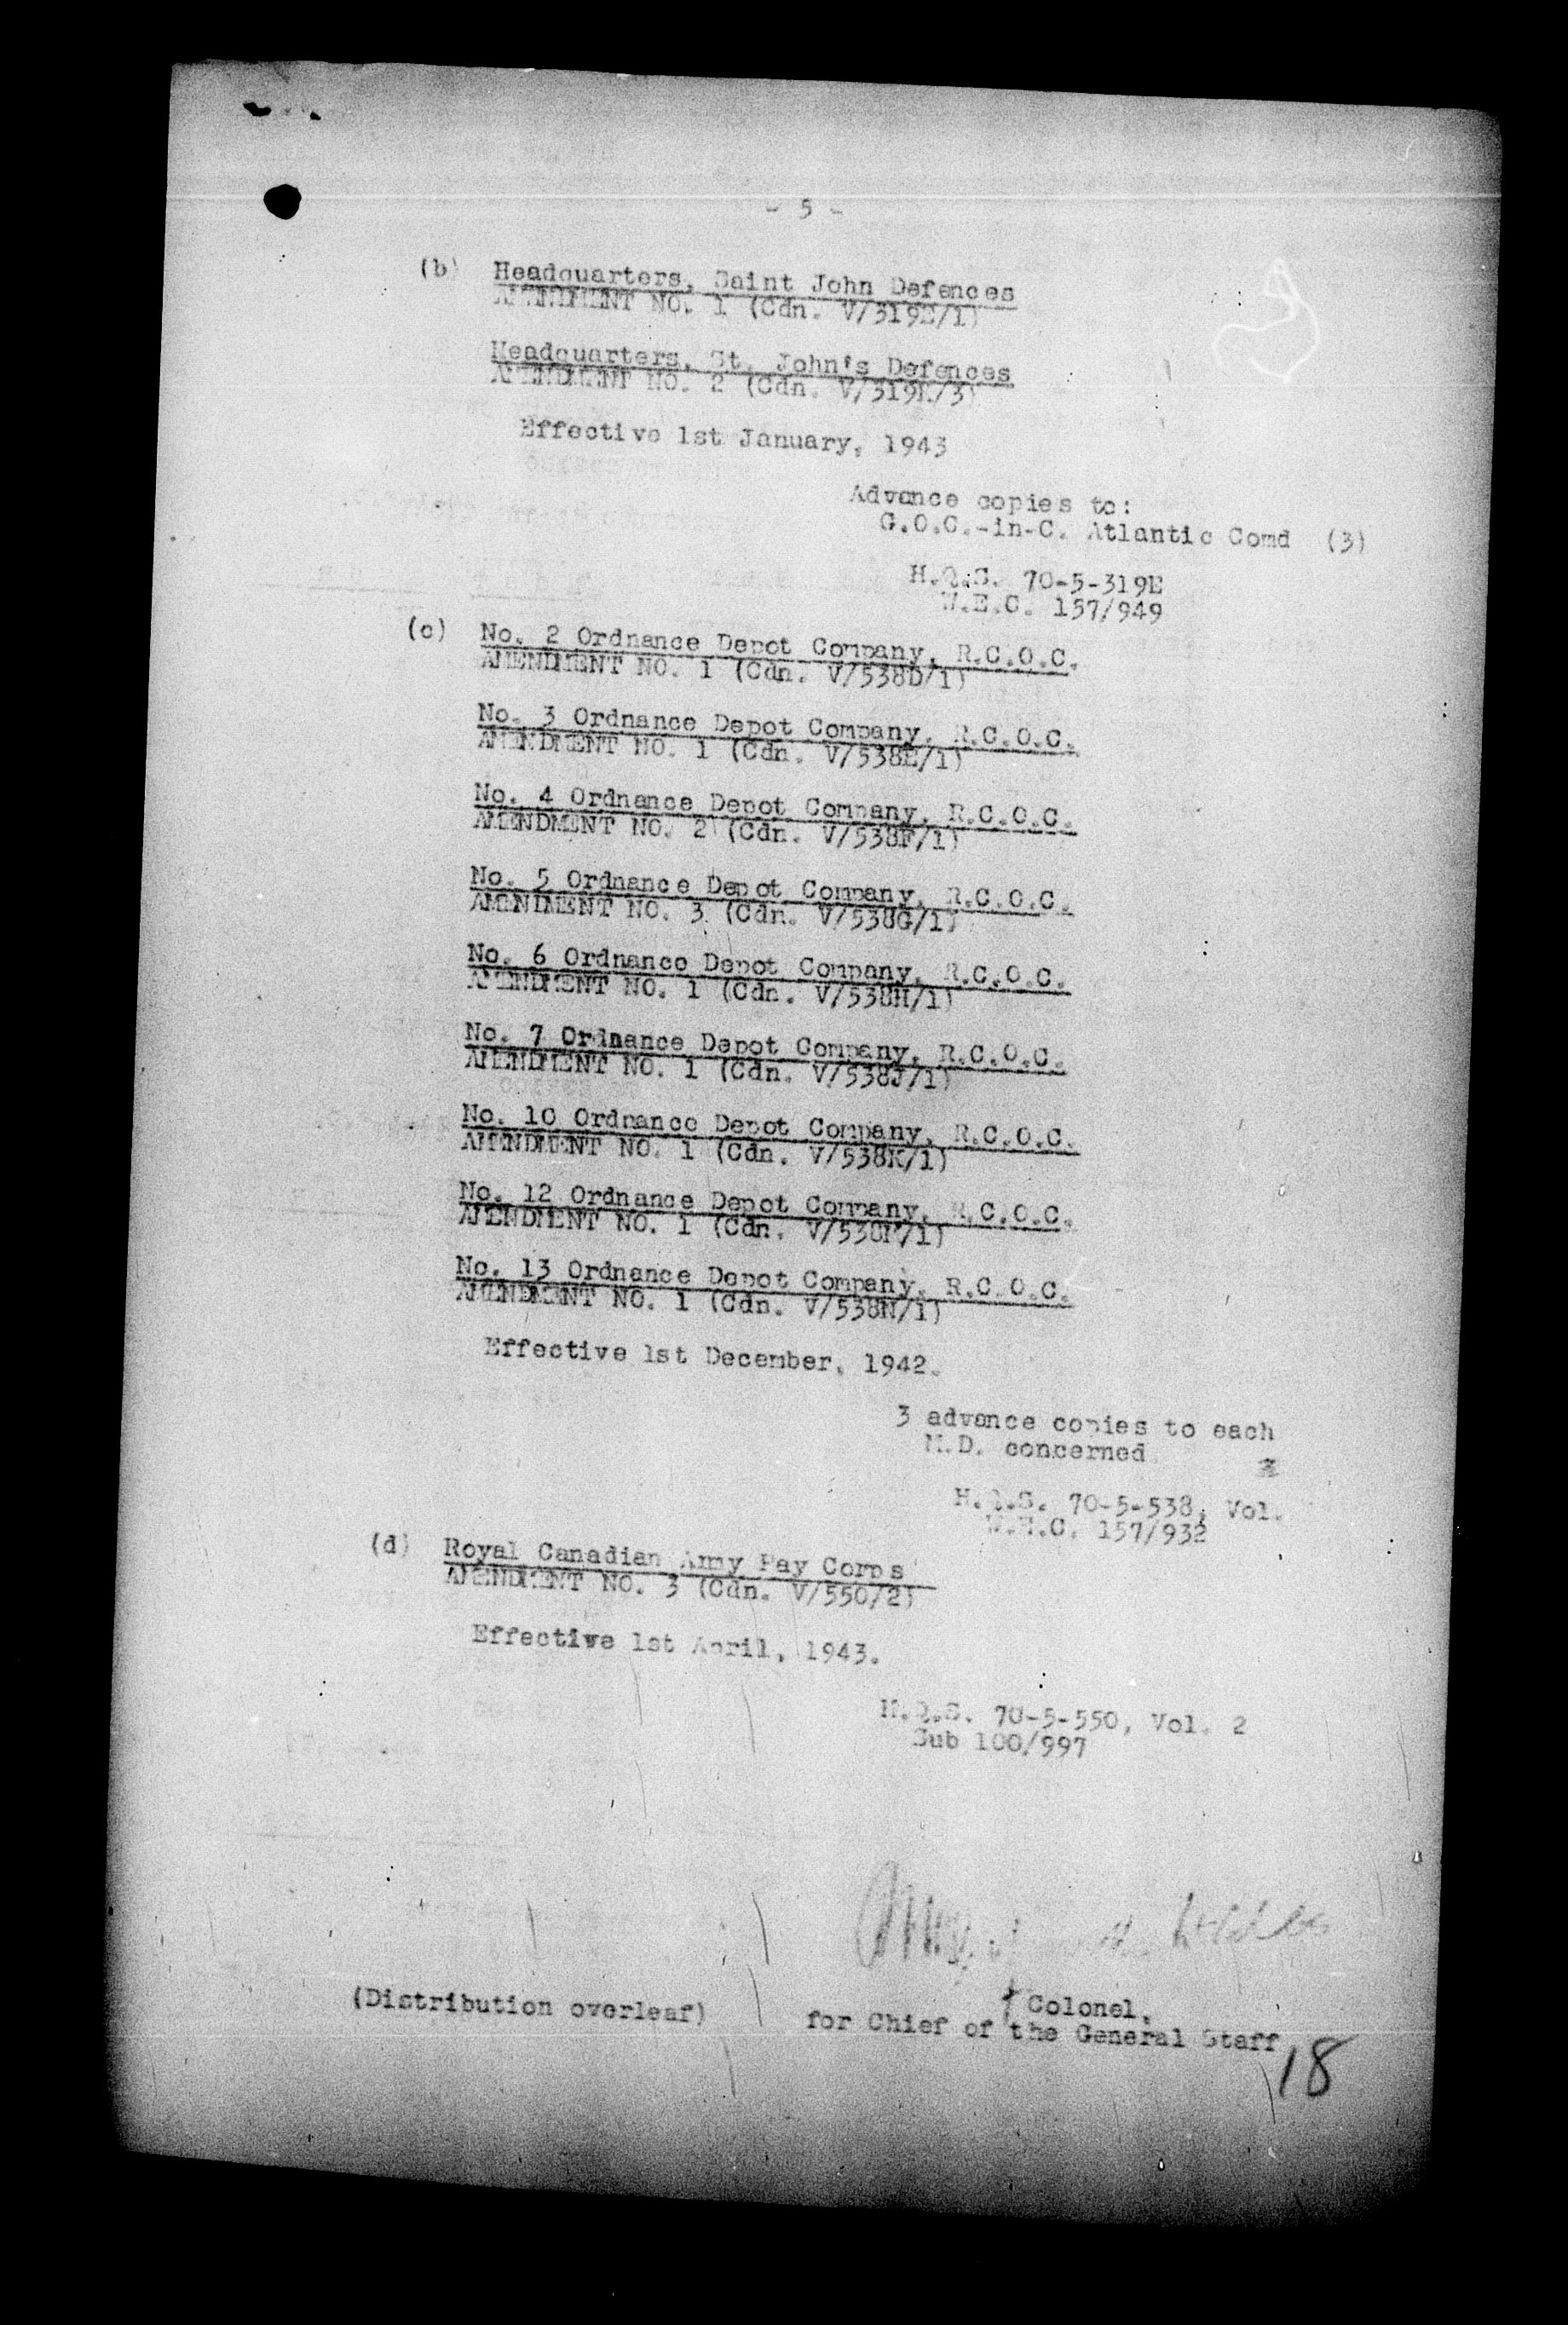 - 5 -
(b) Headquarters, Saint John Defences
AMENDMENT NO. 1 (Cdn. V/319E/1)
Headquarters, St. John's Defences
AMENDMENT NO. 2 (Cdn. V/319E/3)
Effective 1st January, 1943
Advance copies to:
G.O.C.-in-C. Atlantic Comd (3)
H.Q.S. 70-5-319E
W.E.C. 157/949
(c) No. 2 Ordnance Depot Company, R.C.O.C.
AMENDMENT NO. 1 (Cdn. V/538D/1)
No. 3 Ordnance Depot Company, R.C.O.C.
AMENDMENT NO. 1 (Cdn. V/538E/1)
No. 4 Ordnance Depot Company, R.C.O.C.
AMENDMENT NO. 2 (Cdn. V/538F/1)
No. 5 Ordnance Depot Company, R.C.O.C.
AMENDMENT NO. 3 (Cdn. V/538G/1)
No. 6 Ordnance Depot Company, R.C.O.C.
AMENDMENT NO. 1 (Cdn. V/538H/1)
No. 7 Ordnance Depot Company, R.C.O.C.
AMENDMENT NO. 1 (Cdn. V/538J/1)
No. 10 Ordnance Depot Company, R.C.O.C.
AMENDMENT NO. 1 (Cdn. V/538K/1)
No. 12 Ordnance Depot Company, R.C.O.C.
AMENDMENT NO. 1 (Cdn.
No. 13 Ordnance Depot Company, R.C.O.C.
AMENDMENT NO. 1 (Cdn. V/538N/1)
Effective 1st December, 1942.
3 advance copies to each
M.D. concerned
H.Q.S. 70-5-538, Vol.
W.E.C. 157/932
(d) Royal Canadian Army Pay Corps
AMENDMENT NO. 3 (Cdn. V/550/2)
Effective 1st April, 1943.
H.Q.S. 70-5-550, Vol. 2
Sub 100/997
(Distribution overleaf)
Colonel,
for Chief of the General Staff
18